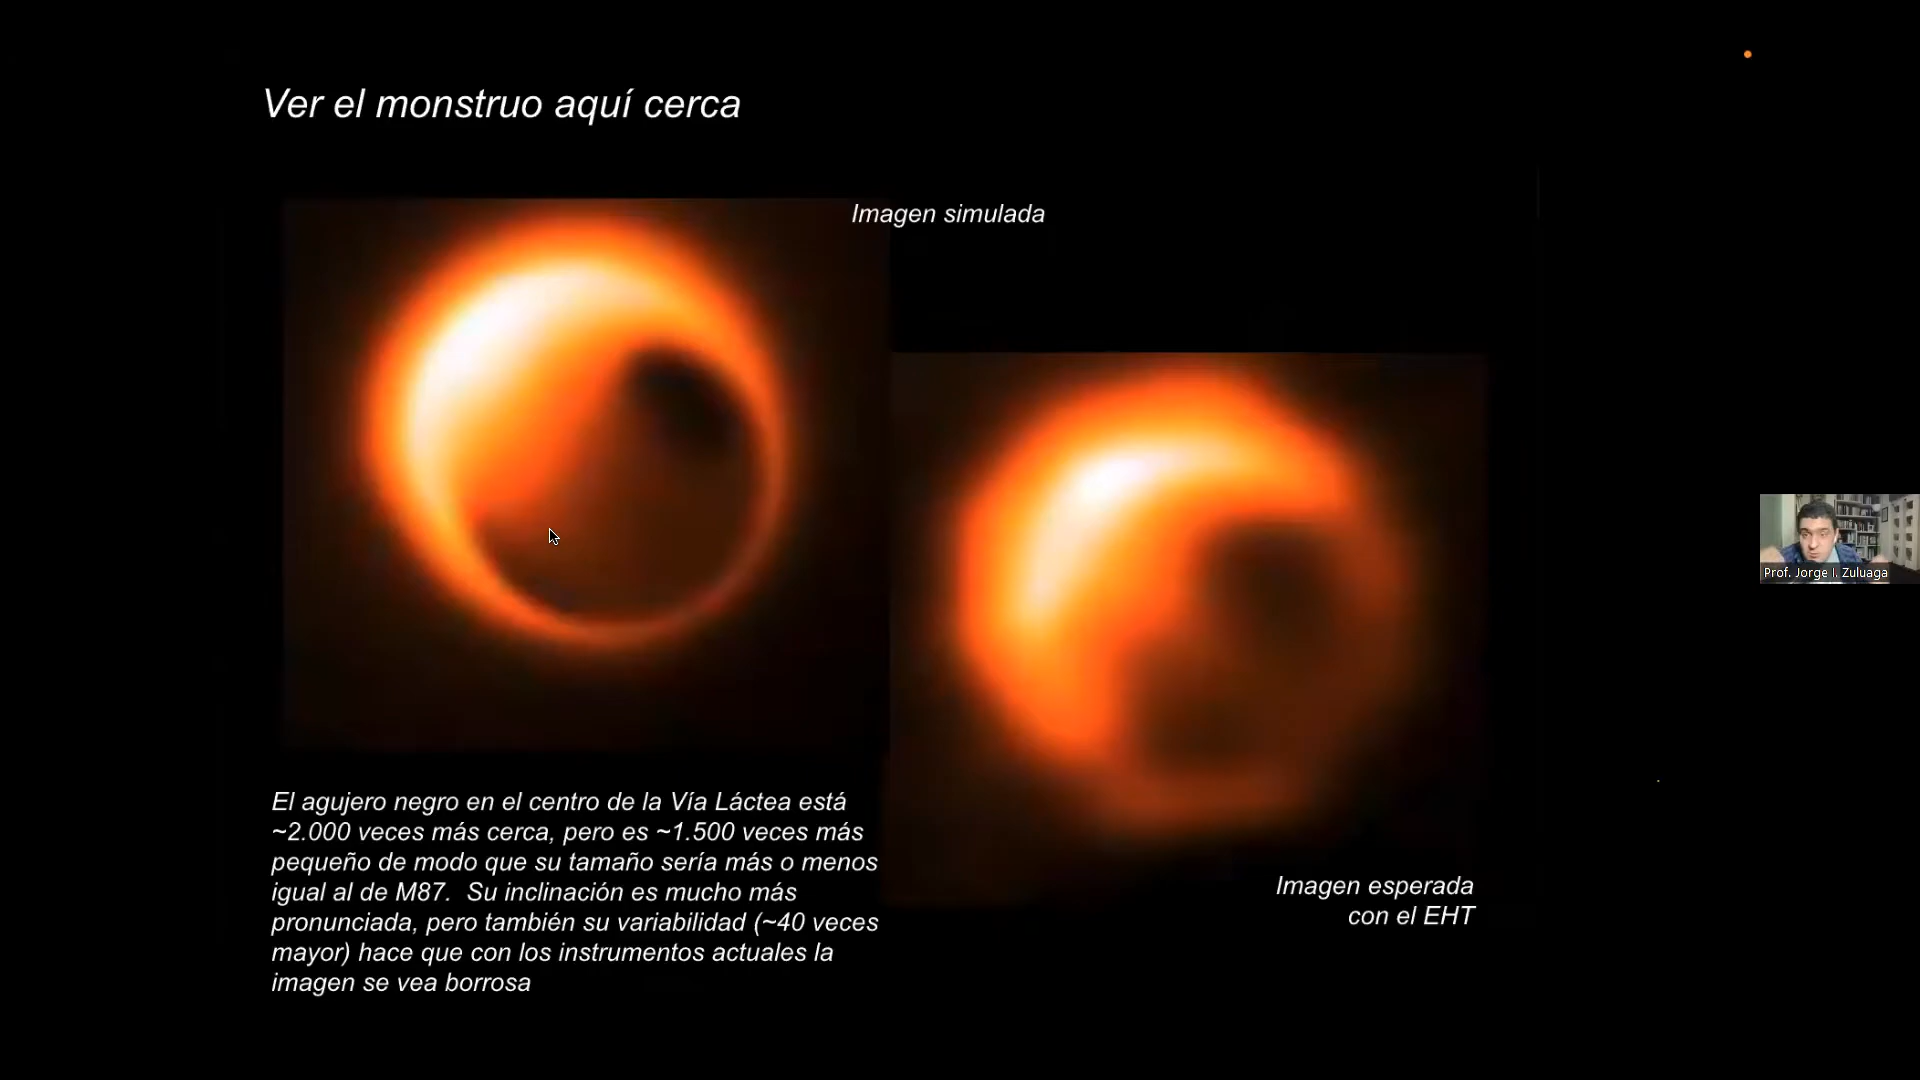 Ver el monstruo aquí cerca
Imagen simulada
El agujero negro en el centro de la Vía Láctea está
~2.000 veces más cerca, pero es ~1.500 veces más
pequeño de modo que su tamaño sería más o menos
igual al de M87.  Su inclinación es mucho más
pronunciada, pero también su variabilidad (~40 veces
mayor) hace que con los instrumentos actuales la
imagen se vea borrosa
Imagen esperada
con el EHT
Prof. Jorge I. Zuluaga